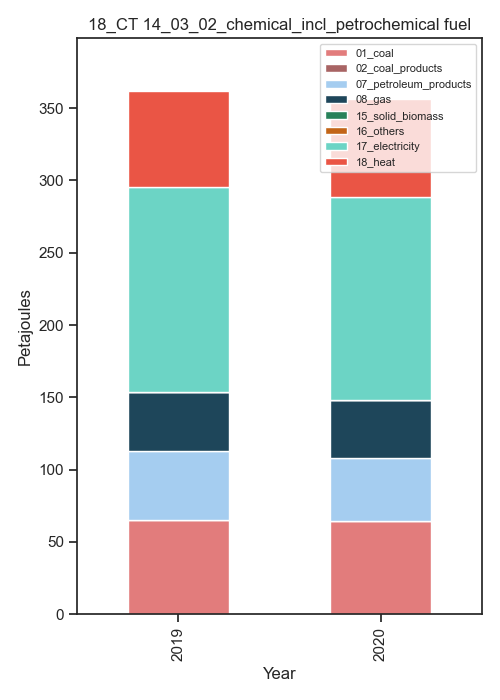 18_CT 14_03_02_chemical_incl_petrochemical fuel
01_coal
02_coal_products
07_petroleum_products
08_gas
15_solid_biomass
16_others
17_electricity
18_heat
350
300
250
200
150
100
50
0
Petajoules
2019
2020
Year